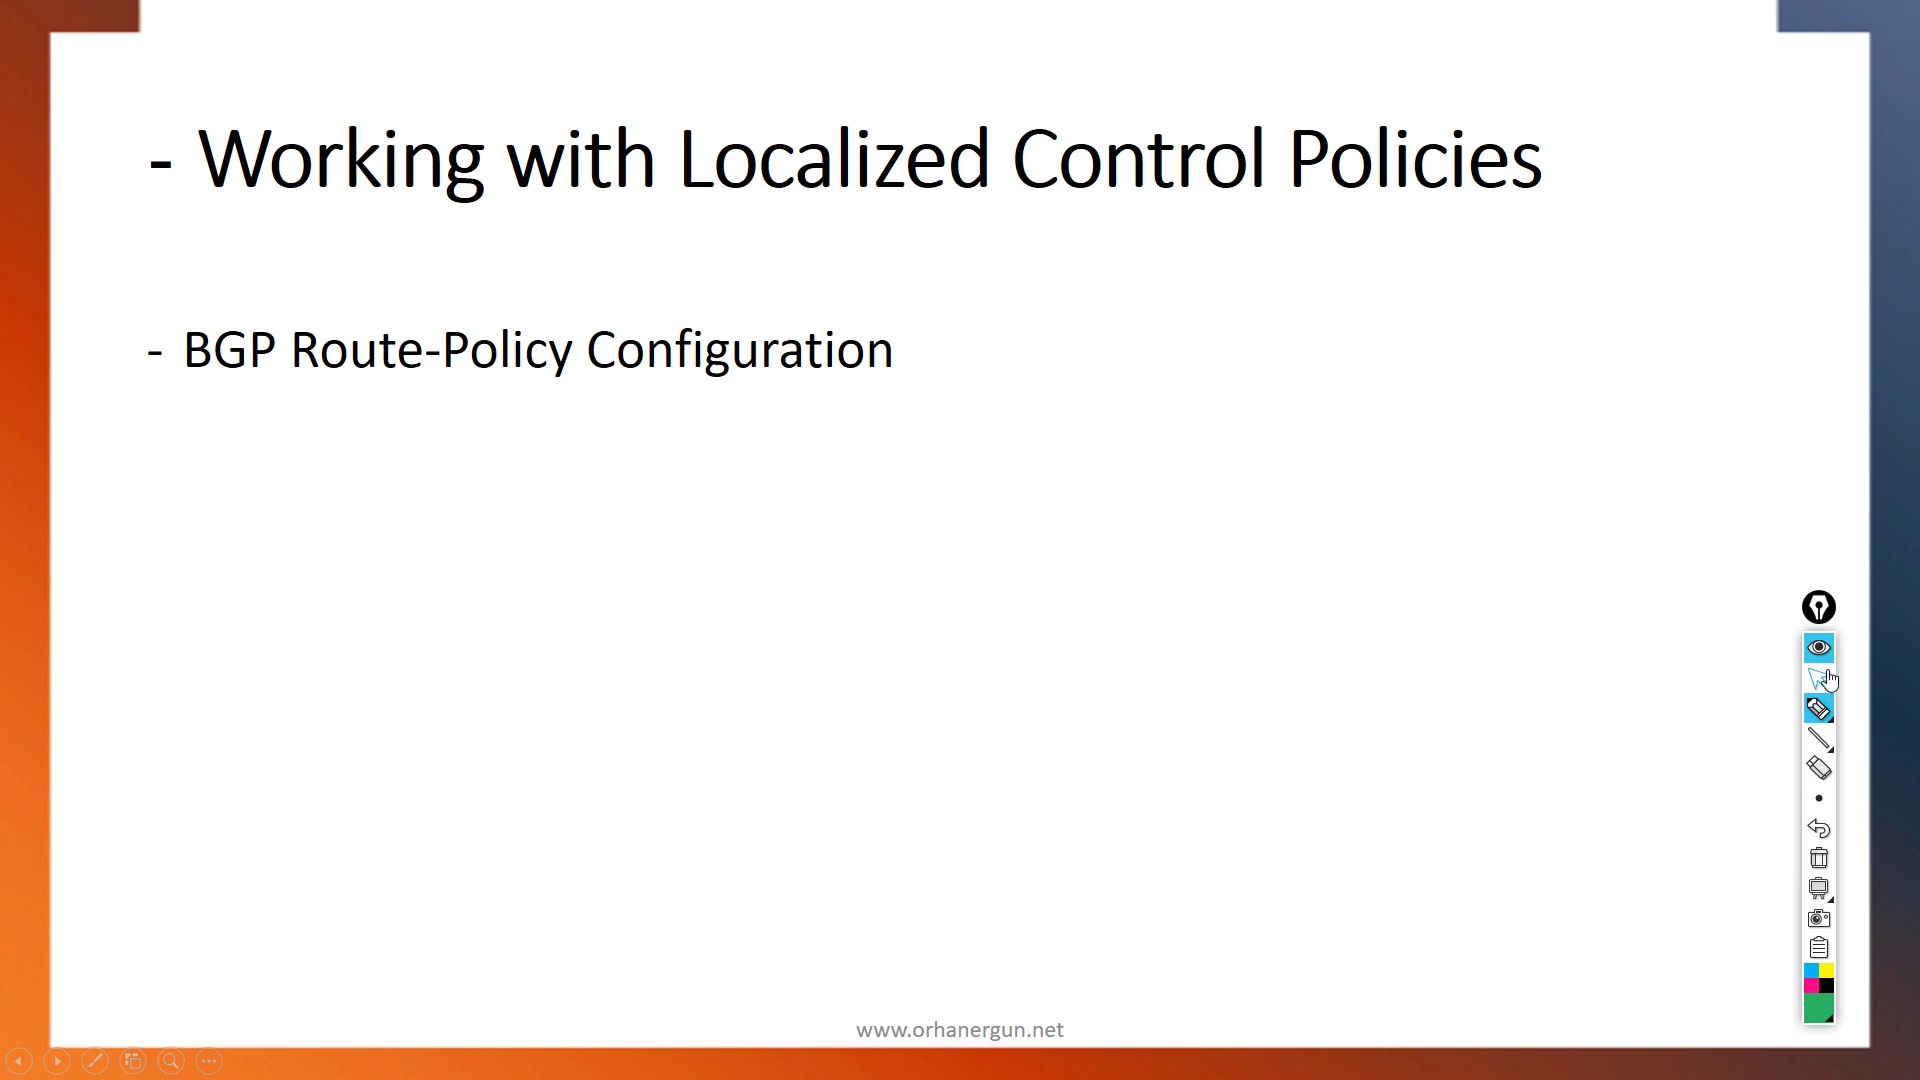 - Working with Localized Control Policies
- BGP Route-Policy Configuration
www.orhanergun.net